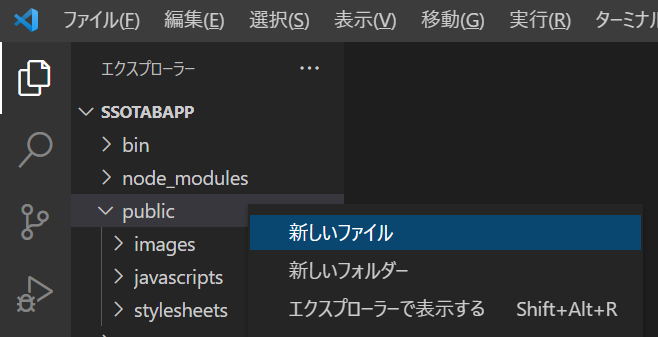 ファイル(F) 編集(E) 選択(S) 表示(V) 移動(G) 実行(R) ターミナル
エクスプローラー ···
SSOTABAPP
bin
node_modules
public
新しいファイル
images
新しいフォルダー
javascripts
エクスプローラーで表示する Shift+Alt+R
stylesheets